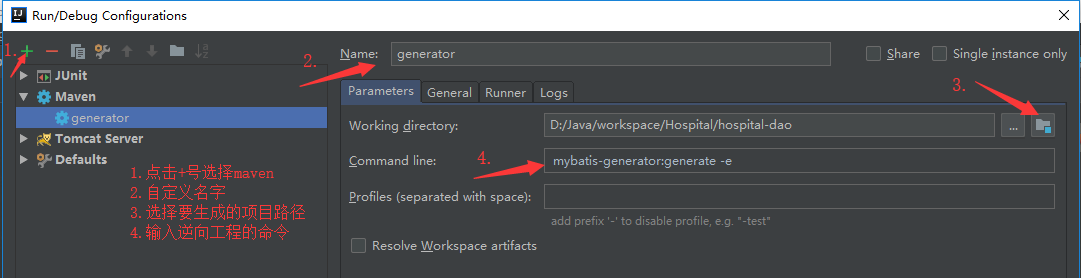 Run/Debug Configurations
1.
2.
Name: generator
Share
Single instance only
JUnit
Maven
generator
Tomcat Server
Defaults
Parameters
General
Runner
Logs
3.
Working directory: D:/Java/workspace/Hospital/hospital-dao ...
4.
Command line: mybatis-generator:generate -e
Profiles (separated with space):
add prefix '-' to disable profile, e.g. "-test"
Resolve Workspace artifacts
1.点击+号选择maven
2.自定义名字
3.选择要生成的项目路径
4.输入逆向工程的命令